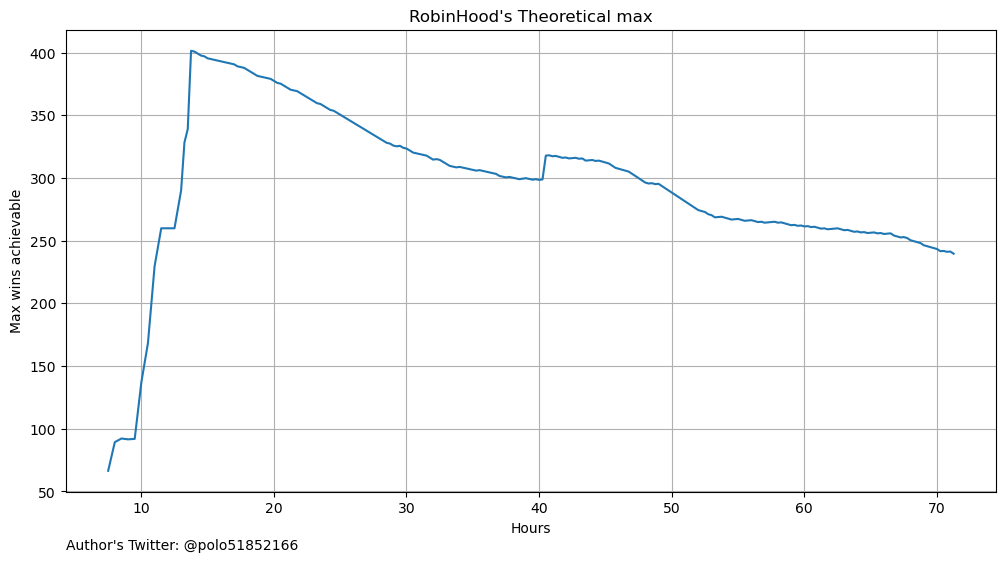 RobinHood's Theoretical max
400
350
300
250
200
150
100
50
Max wins achievable
10 20 30 40 50 60 70
Hours
Author's Twitter: @polo51852166